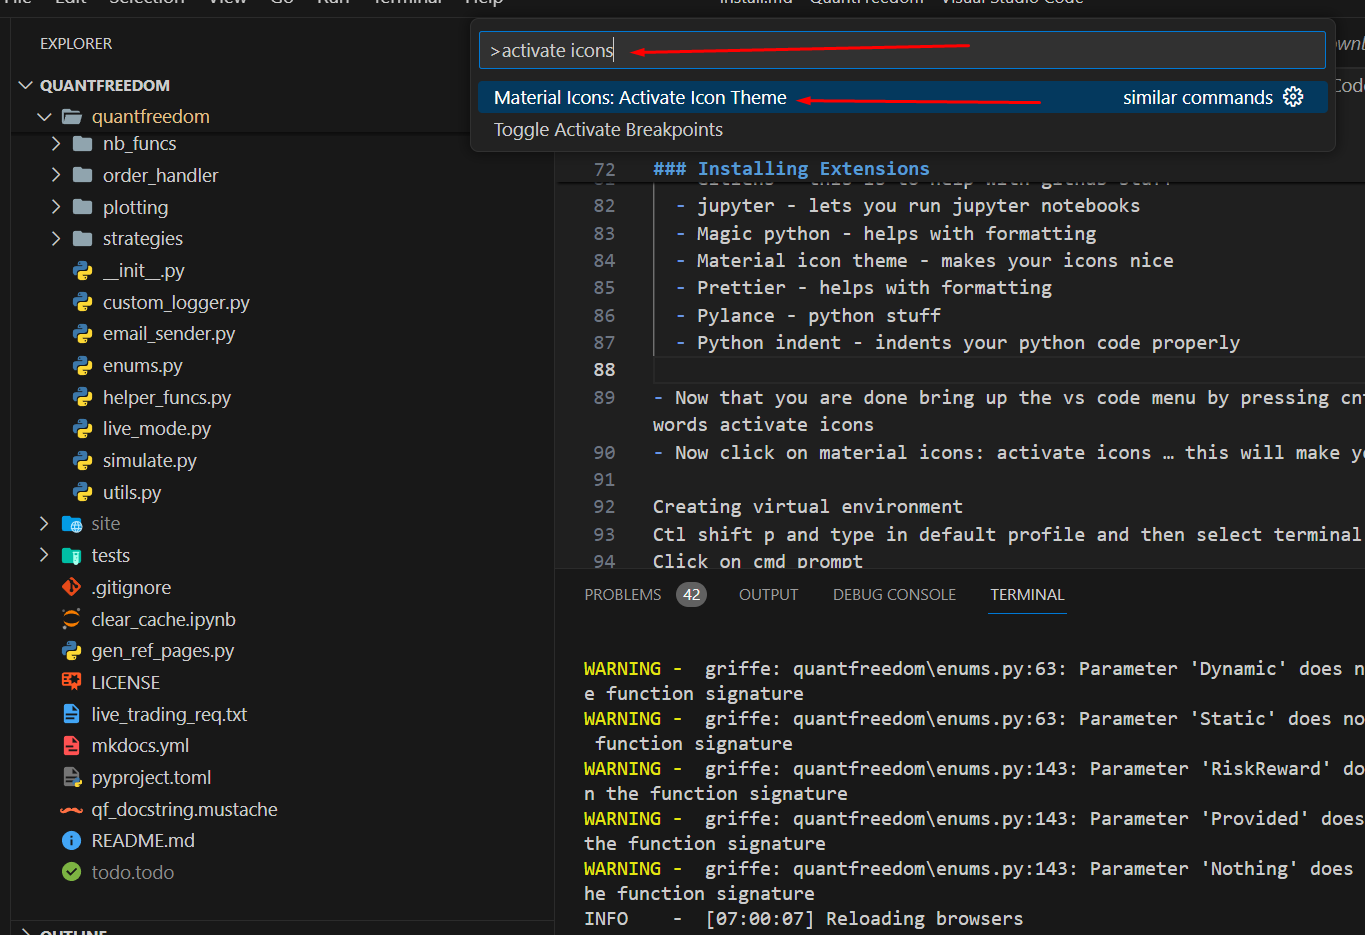 File Edit Selection View Go Run Terminal Help
install.md - QuantFreedom - Visual Studio Code
EXPLORER
QUANTFREEDOM
quantfreedom
nb_funcs
order_handler
plotting
strategies
__init__.py
custom_logger.py
email_sender.py
enums.py
helper_funcs.py
live_mode.py
simulate.py
utils.py
site
tests
.gitignore
clear_cache.ipynb
gen_ref_pages.py
LICENSE
live_trading_req.txt
mkdocs.yml
pyproject.toml
qf_docstring.mustache
README.md
todo.todo
OUTLINE
>activate icons
Material Icons: Activate Icon Theme
similar commands
Toggle Activate Breakpoints
72 ### Installing Extensions
82 - jupyter - lets you run jupyter notebooks
83 - Magic python - helps with formatting
84 - Material icon theme - makes your icons nice
85 - Prettier - helps with formatting
86 - Pylance - python stuff
87 - Python indent - indents your python code properly
88
89 - Now that you are done bring up the vs code menu by pressing
words activate icons
90 - Now click on material icons: activate icons … this will make
91
92 Creating virtual environment
93 Ctl shift p and type in default profile and then select terminal
94 Click on cmd prompt
PROBLEMS 42 OUTPUT DEBUG CONSOLE TERMINAL
WARNING - griffe: quantfreedom\enums.py:63: Parameter 'Dynamic' does n
e function signature
WARNING - griffe: quantfreedom\enums.py:63: Parameter 'Static' does no
function signature
WARNING - griffe: quantfreedom\enums.py:143: Parameter 'RiskReward' do
n the function signature
WARNING - griffe: quantfreedom\enums.py:143: Parameter 'Provided' does
the function signature
WARNING - griffe: quantfreedom\enums.py:143: Parameter 'Nothing' does
he function signature
INFO - [07:00:07] Reloading browsers